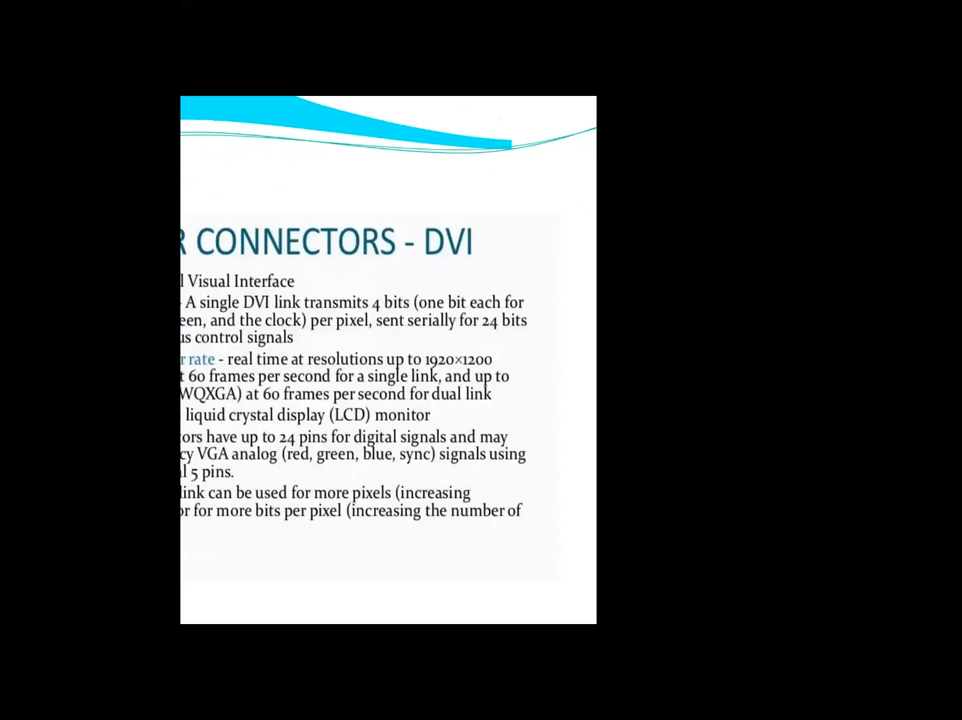 R CONNECTORS - DVI
l Visual Interface
- A single DVI link transmits 4 bits (one bit each for
een, and the clock) per pixel, sent serially for 24 bits
us control signals
r rate - real time at resolutions up to 1920×1200
t 60 frames per second for a single link, and up to
WQXGA) at 60 frames per second for dual link
liquid crystal display (LCD) monitor
tors have up to 24 pins for digital signals and may
cy VGA analog (red, green, blue, sync) signals using
l 5 pins.
link can be used for more pixels (increasing
or for more bits per pixel (increasing the number of